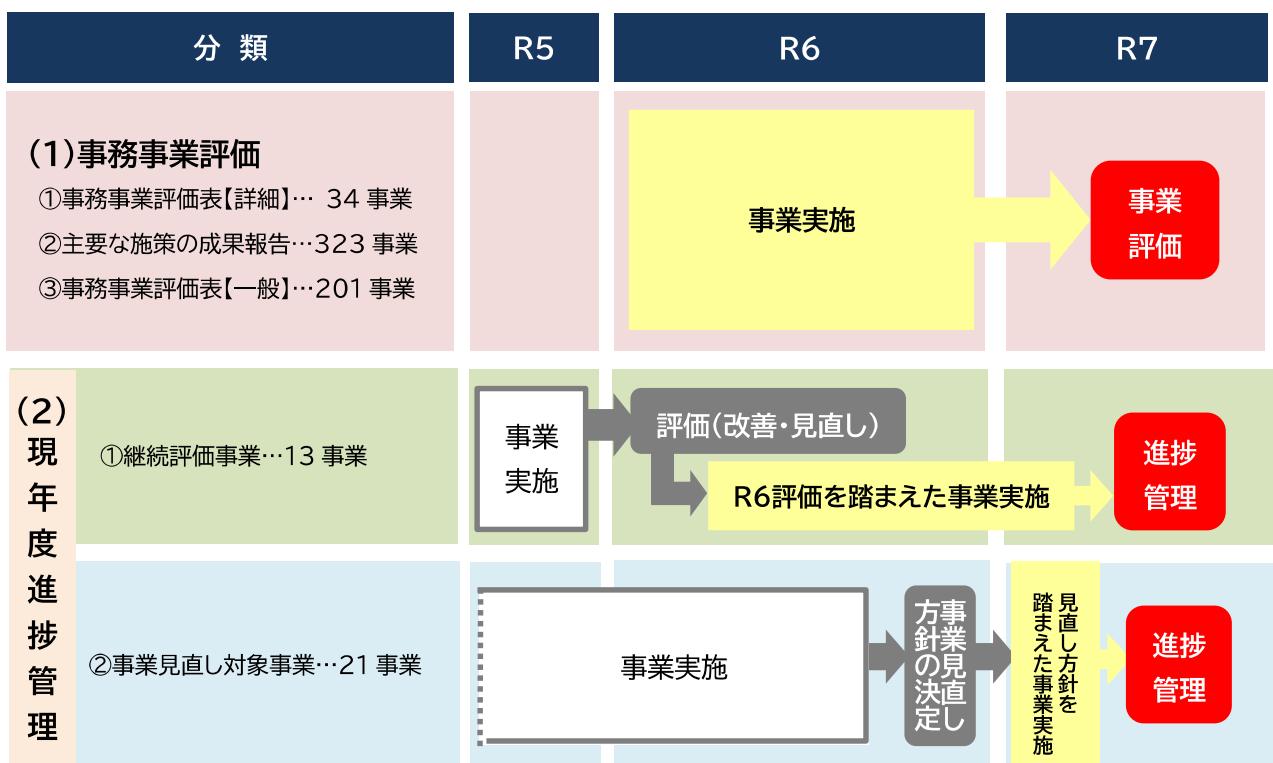 分 類
R5
R6
R7
(1)事務事業評価
①事務事業評価表【詳細】… 34 事業
②主要な施策の成果報告…323 事業
③事務事業評価表【一般】…201 事業
事業実施
事業
評価
(2)現年度進捗管理
①継続評価事業…13 事業
事業
実施
評価(改善・見直し)
R6評価を踏まえた事業実施
進捗
管理
②事業見直し対象事業…21 事業
事業実施
事業見直し
方針の決定
見直し方針を
踏まえた事業実施
進捗
管理